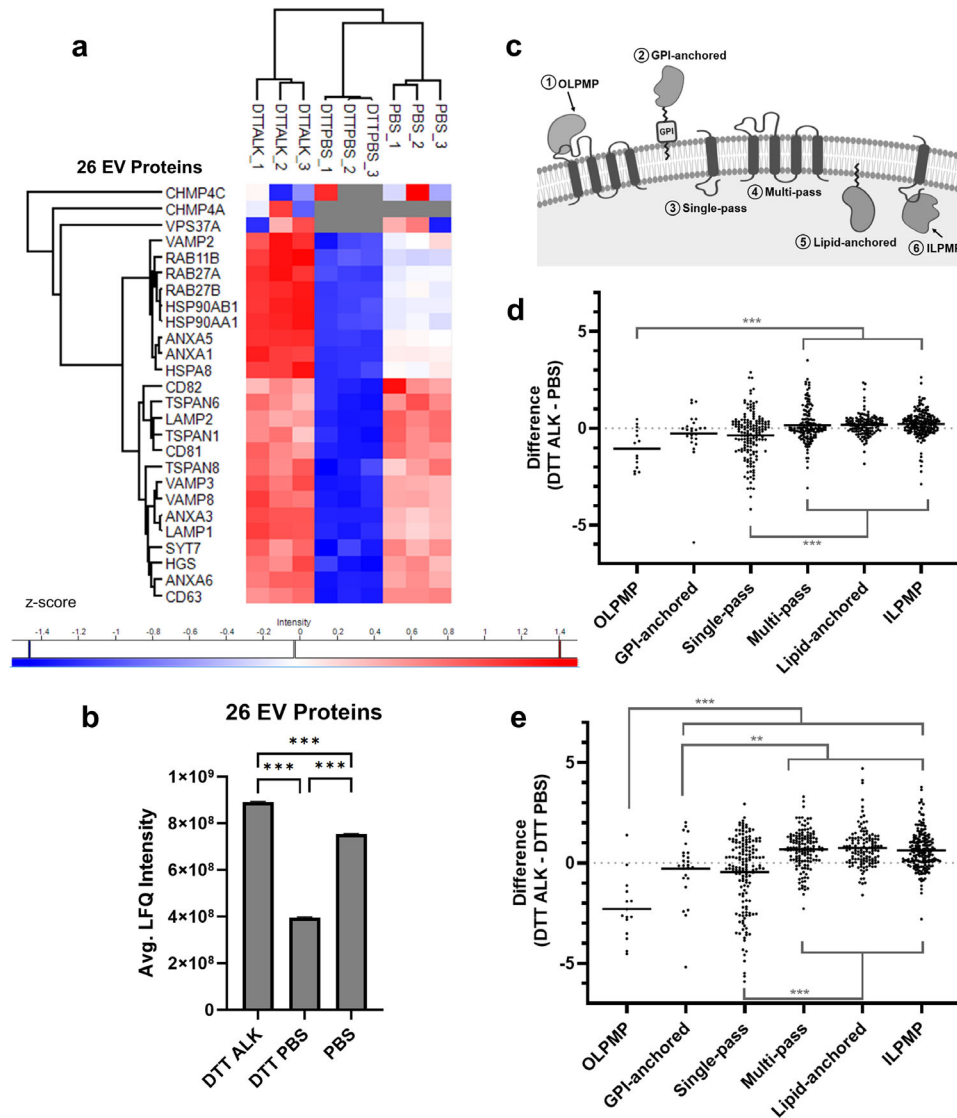 a
DTTALK_1
DTTALK_2
DTTALK_3
DTTPBS_1
DTTPBS_2
DTTPBS_3
PBS_1
PBS_2
PBS_3
26 EV Proteins
CHMP4C
CHMP4A
VPS37A
VAMP2
RAB11B
RAB27A
RAB27B
HSP90AB1
HSP90AA1
ANXA5
ANXA1
HSPA8
CD82
TSPAN6
LAMP2
TSPAN1
CD81
TSPAN8
VAMP3
VAMP8
ANXA3
LAMP1
SYT7
HGS
ANXA6
CD63
z-score
Intensity
-1.4 -1.2 -1 -0.8 -0.6 -0.4 -0.2 0 0.2 0.4 0.6 0.8 1 1.2 1.4
b
26 EV Proteins
***
*** ***
Avg. LFQ Intensity
1×10⁹
8×10⁸
6×10⁸
4×10⁸
2×10⁸
0
DTT ALK
DTT PBS
PBS
c
① OLPMP
② GPI-anchored
GPI
③ Single-pass
④ Multi-pass
⑤ Lipid-anchored
⑥ ILPMP
d
***
Difference
(DTT ALK - PBS)
5
0
-5
***
OLPMP
GPI-anchored
Single-pass
Multi-pass
Lipid-anchored
ILPMP
e
***
**
Difference
(DTT ALK - DTT PBS)
5
0
-5
***
OLPMP
GPI-anchored
Single-pass
Multi-pass
Lipid-anchored
ILPMP